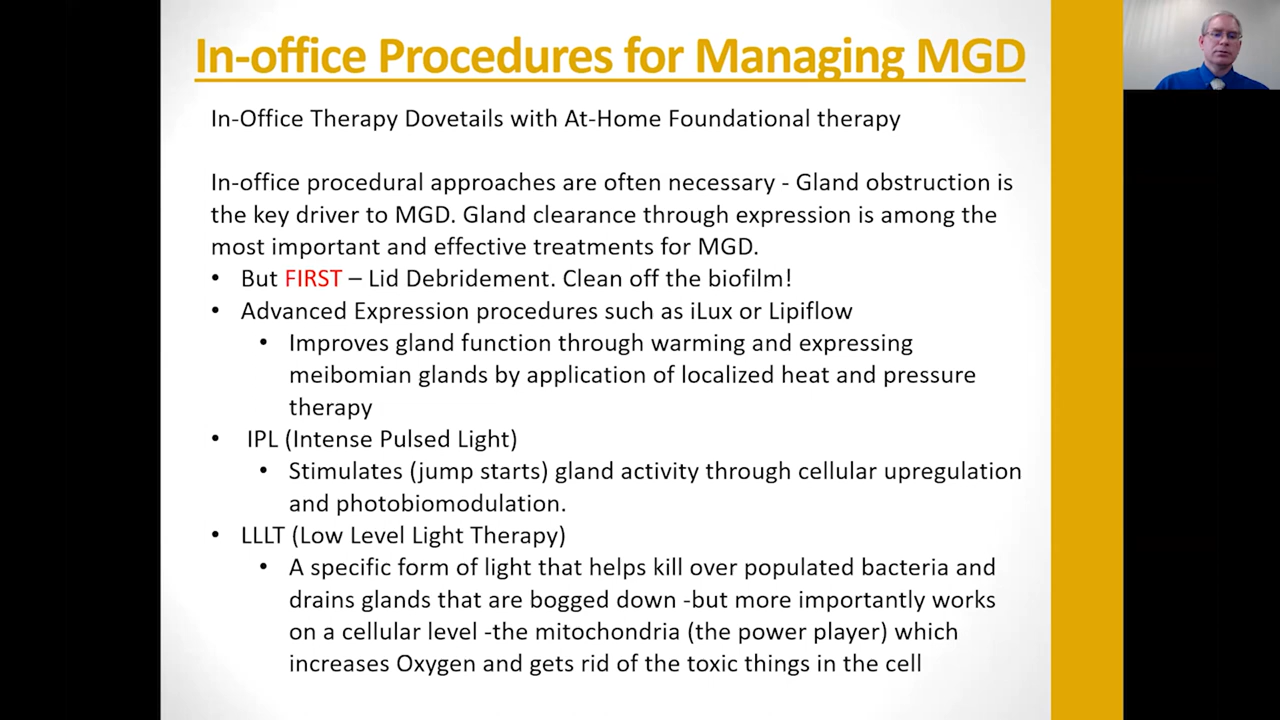 In-office Procedures for Managing MGD
In-Office Therapy Dovetails with At-Home Foundational therapy
In-office procedural approaches are often necessary - Gland obstruction is
the key driver to MGD. Gland clearance through expression is among the
most important and effective treatments for MGD.
• But FIRST – Lid Debridement. Clean off the biofilm!
• Advanced Expression procedures such as iLux or Lipiflow
• Improves gland function through warming and expressing
meibomian glands by application of localized heat and pressure
therapy
• IPL (Intense Pulsed Light)
• Stimulates (jump starts) gland activity through cellular upregulation
and photobiomodulation.
• LLLT (Low Level Light Therapy)
• A specific form of light that helps kill over populated bacteria and
drains glands that are bogged down -but more importantly works
on a cellular level -the mitochondria (the power player) which
increases Oxygen and gets rid of the toxic things in the cell